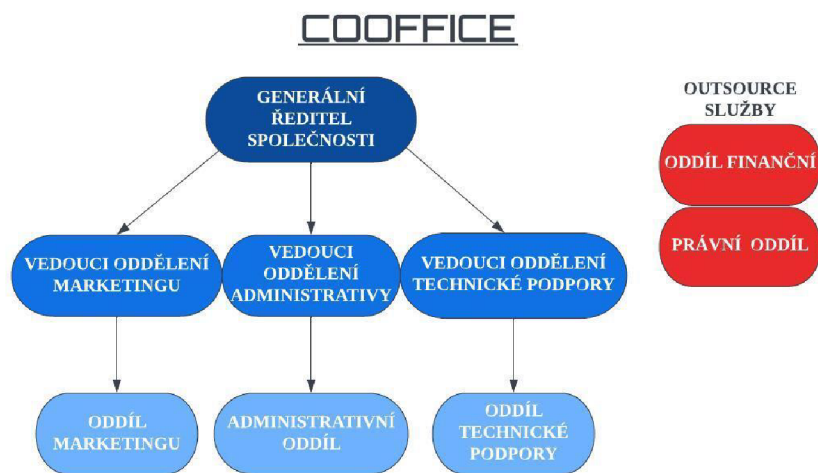 COOFFICE
GENERÁLNÍ
ŘEDITEL
SPOLEČNOSTI
OUTSOURCE
SLUŽBY
ODDÍL FINANČNÍ
PRÁVNÍ ODDÍL
VEDOUCI ODDĚLENÍ
MARKETINGU
VEDOUCI
ODDĚLENÍ
ADMINISTRATIVY
VEDOUCI ODDĚLENÍ
TECHNICKÉ PODPORY
ODDÍL
MARKETINGU
ADMINISTRATIVNÍ
ODDÍL
ODDÍL
TECHNICKÉ
PODPORY